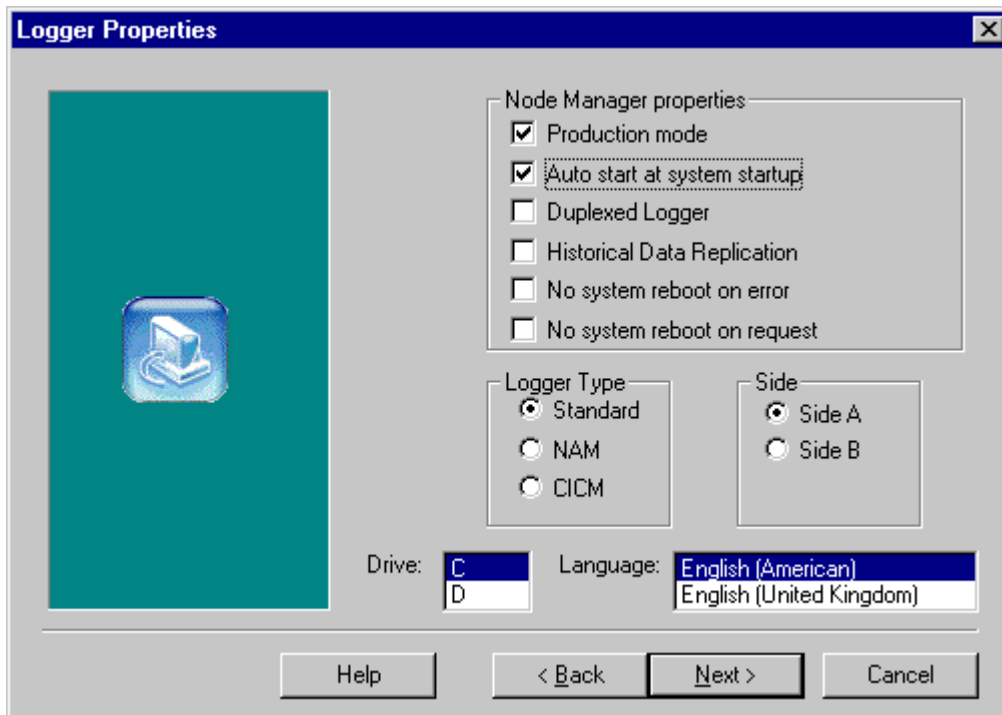 Logger Properties
Node Manager properties
Production mode
Auto start at system startup
Duplexed Logger
Historical Data Replication
No system reboot on error
No system reboot on request
Logger Type
Standard
NAM
CICM
Side
Side A
Side B
Drive:
C
D
Language:
English (American)
English (United Kingdom)
Help
< Back
Next >
Cancel